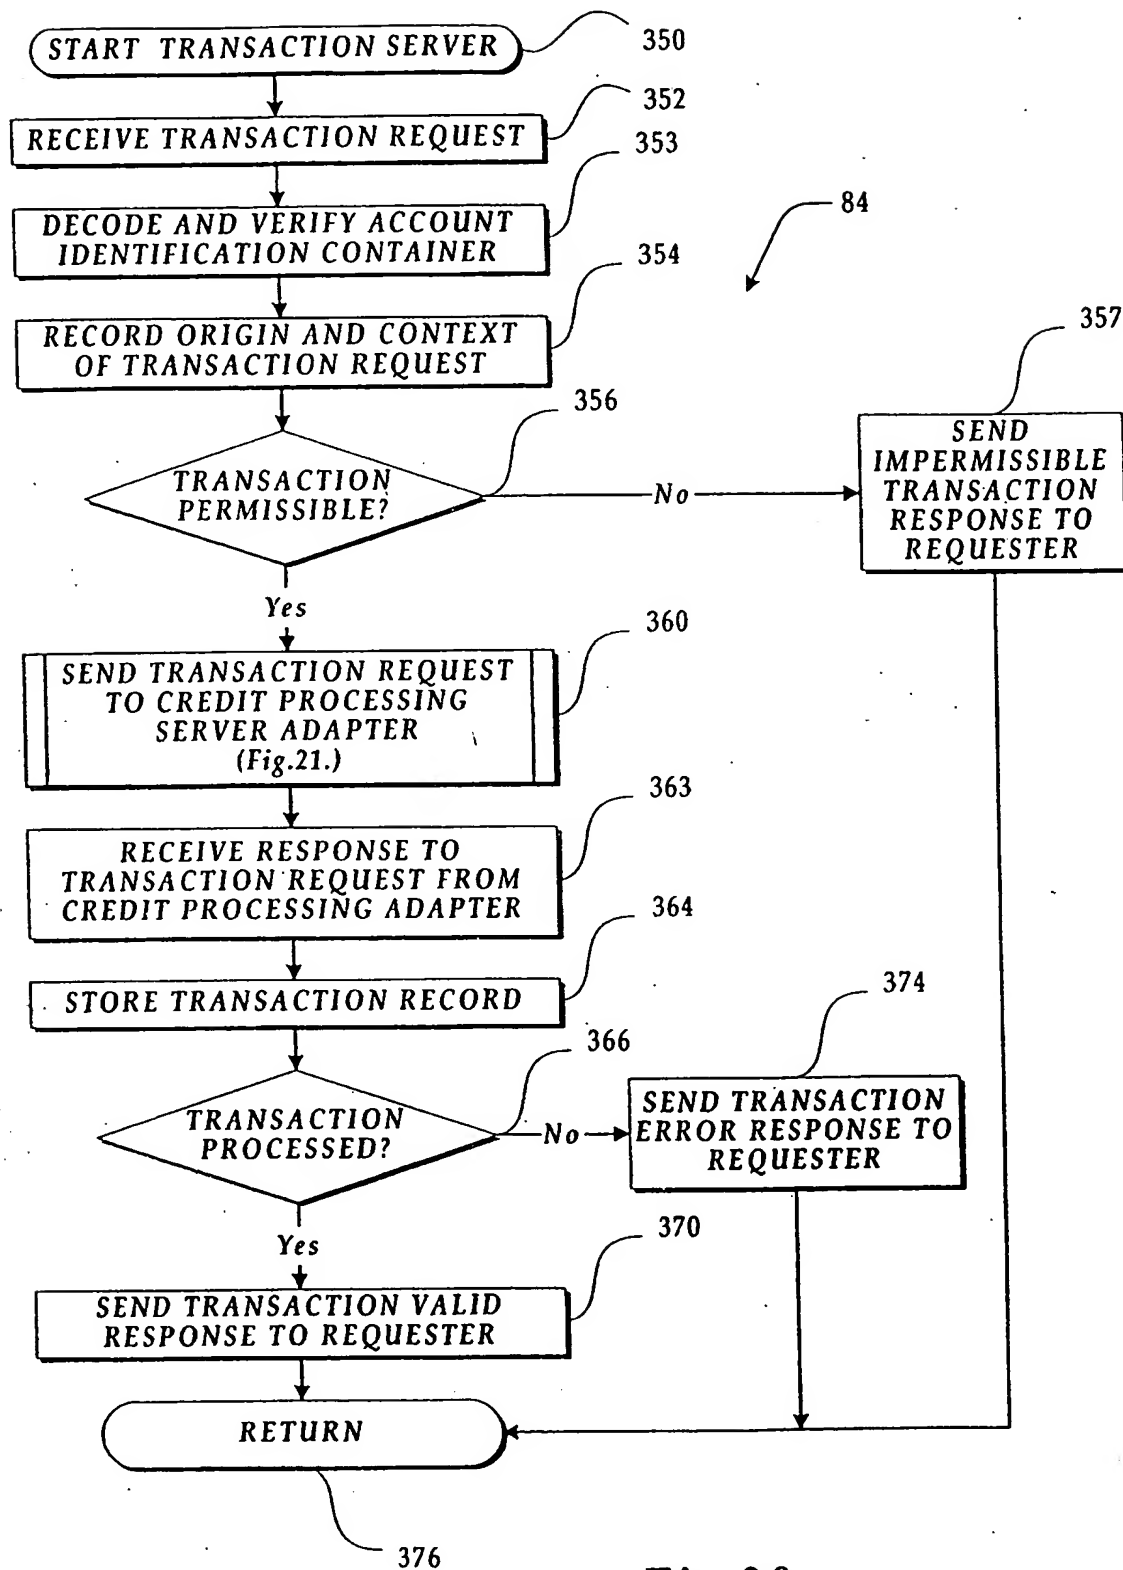 START TRANSACTION SERVER
350
RECEIVE TRANSACTION REQUEST
352
353
DECODE AND VERIFY ACCOUNT
IDENTIFICATION CONTAINER
84
354
RECORD ORIGIN AND CONTEXT
OF TRANSACTION REQUEST
357
356
TRANSACTION
PERMISSIBLE?
No
SEND
IMPERMISSIBLE
TRANSACTION
RESPONSE TO
REQUESTER
Yes
360
SEND TRANSACTION REQUEST
TO CREDIT PROCESSING
SERVER ADAPTER
(Fig.21.)
363
RECEIVE RESPONSE TO
TRANSACTION REQUEST FROM
CREDIT PROCESSING ADAPTER
364
STORE TRANSACTION RECORD
374
366
TRANSACTION
PROCESSED?
No
SEND TRANSACTION
ERROR RESPONSE TO
REQUESTER
Yes
370
SEND TRANSACTION VALID
RESPONSE TO REQUESTER
RETURN
376